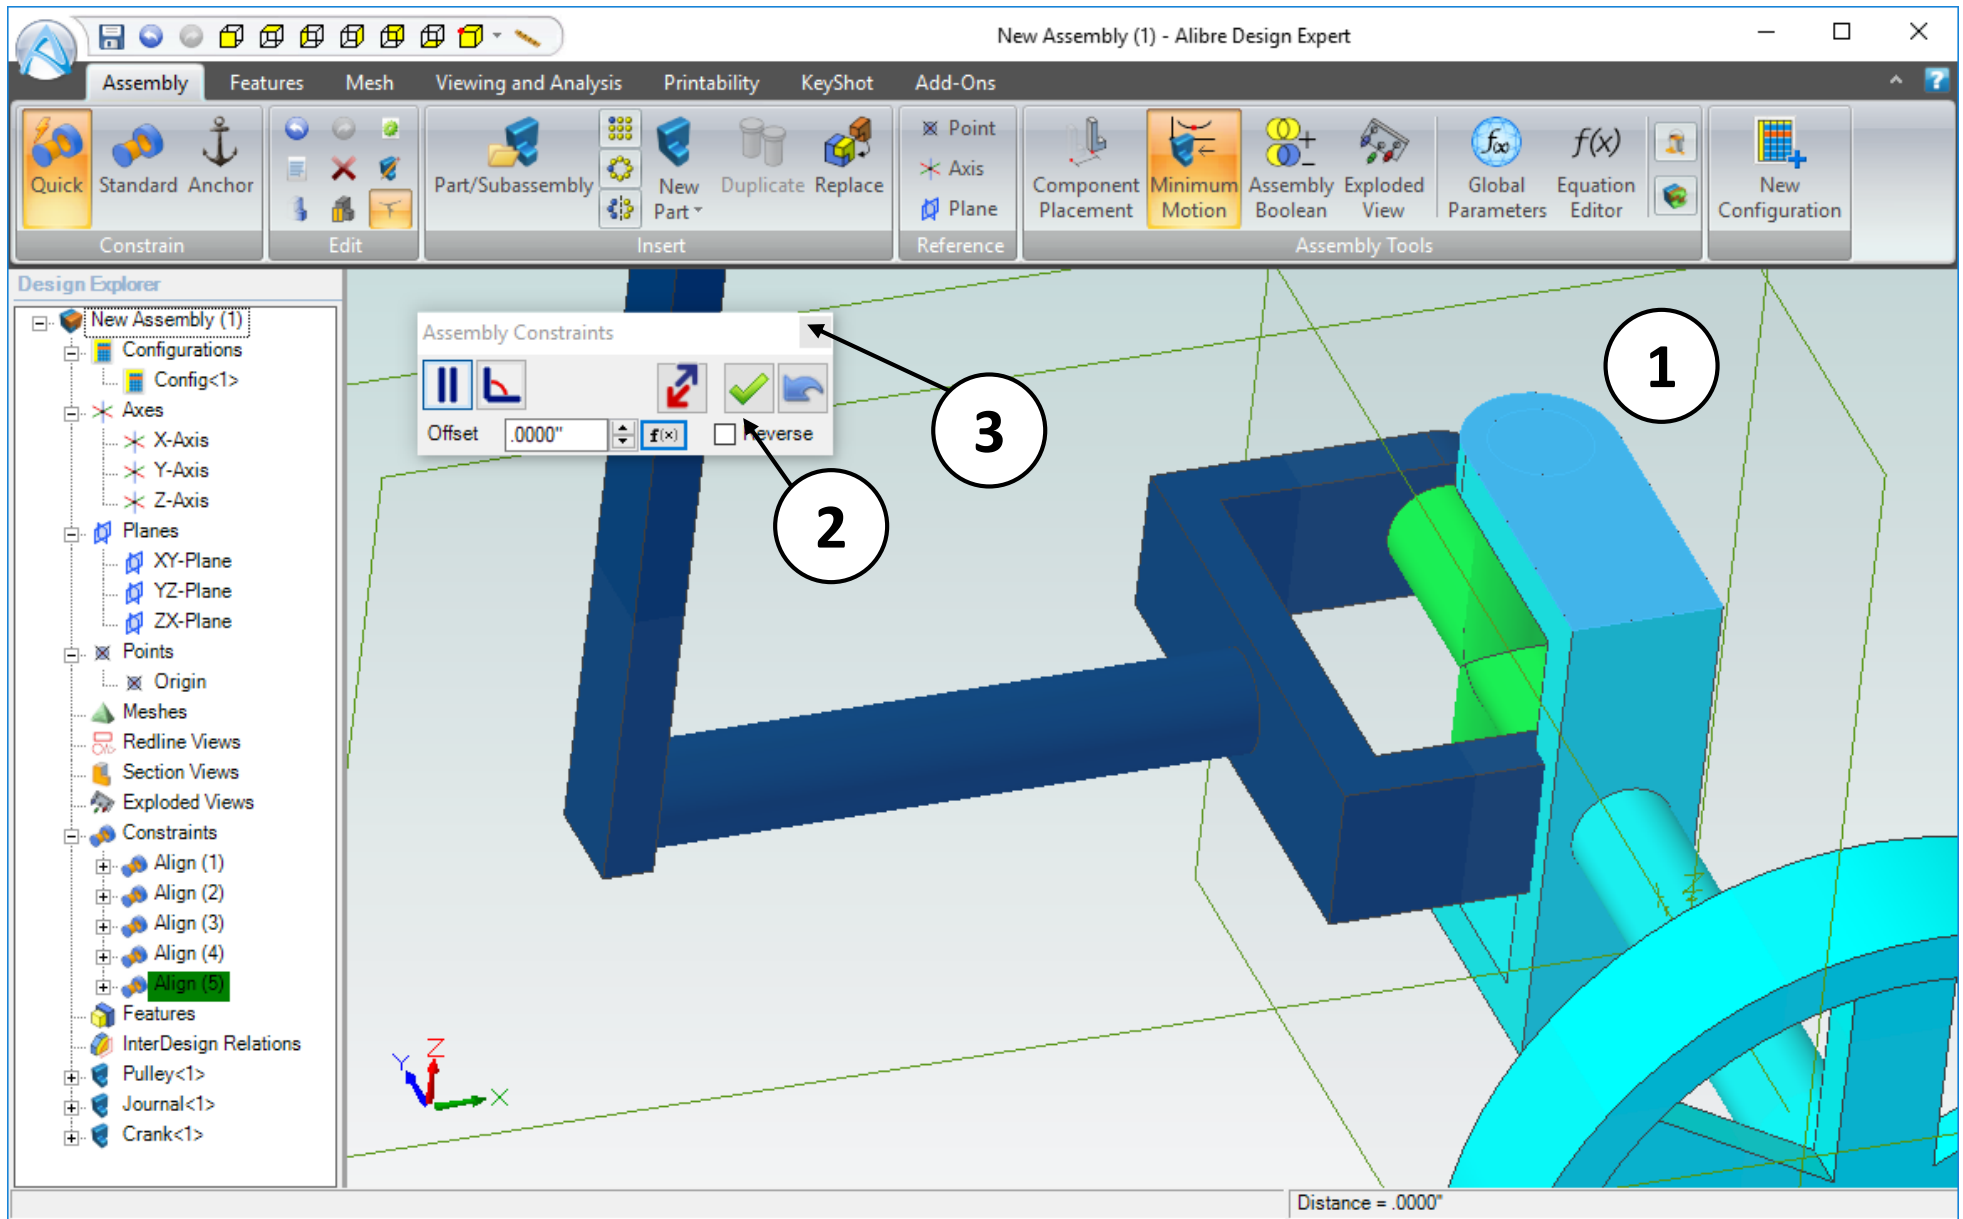 New Assembly (1) - Alibre Design Expert
Assembly Features Mesh Viewing and Analysis Printability KeyShot Add-Ons
Quick Standard Anchor
Constrain
Edit
Part/Subassembly New Part Duplicate Replace
Insert
Point
Axis
Plane
Reference
Component Placement Minimum Motion Assembly Boolean Exploded View Global Parameters f(x) Equation Editor
Assembly Tools
New Configuration
Design Explorer
New Assembly (1)
Configurations
Config<1>
Axes
X-Axis
Y-Axis
Z-Axis
Planes
XY-Plane
YZ-Plane
ZX-Plane
Points
Origin
Meshes
Redline Views
Section Views
Exploded Views
Constraints
Align (1)
Align (2)
Align (3)
Align (4)
Align (5)
Features
InterDesign Relations
Pulley<1>
Journal<1>
Crank<1>
Assembly Constraints
Offset .0000" f(x) Reverse
1
2
3
X
Y
Z
Distance = .0000"